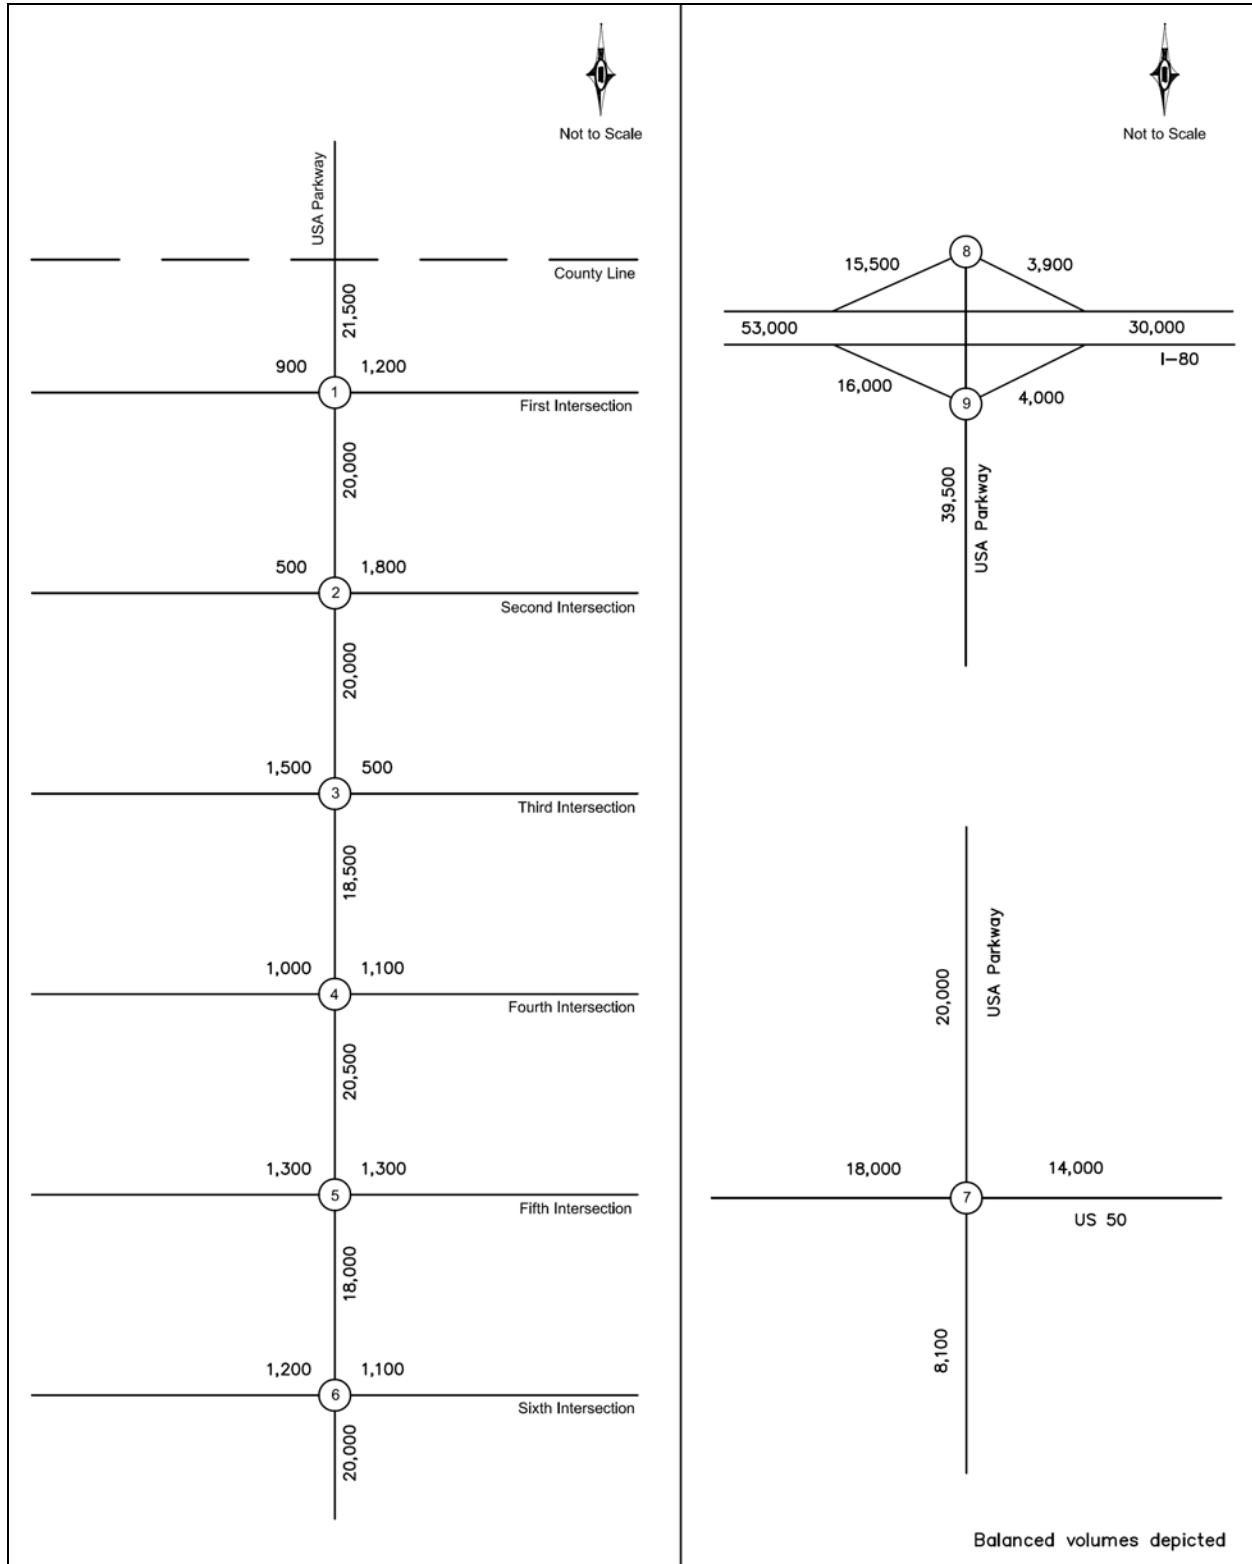 Not to Scale
USA Parkway
County Line
21,500
900 1,200
1
First Intersection
20,000
500 1,800
2
Second Intersection
20,000
1,500 500
3
Third Intersection
18,500
1,000 1,100
4
Fourth Intersection
20,500
1,300 1,300
5
Fifth Intersection
18,000
1,200 1,100
6
Sixth Intersection
20,000
Not to Scale
8
15,500 3,900
53,000 30,000
I-80
16,000 4,000
9
39,500
USA Parkway
USA Parkway
20,000
18,000 14,000
7
US 50
8,100
Balanced volumes depicted